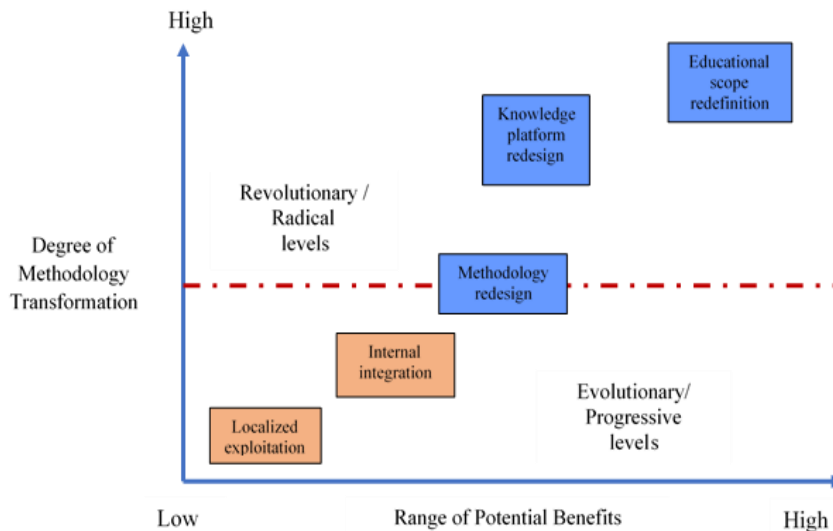 High
Educational
scope
redefinition
Knowledge
platform
redesign
Revolutionary /
Radical
levels
Degree of
Methodology
Transformation
Methodology
redesign
Internal
integration
Evolutionary/
Progressive
levels
Localized
exploitation
Low
Range of Potential Benefits
High